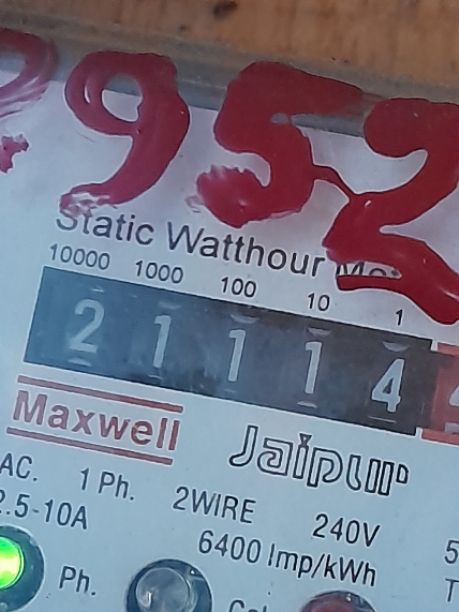 952
Static Watthour
10000 1000 100 10 1
2 1 1 1 4
Maxwell Jaipur
AC. 1 Ph. 2WIRE 240V
2.5-10A 6400 Imp/kWh
Ph.